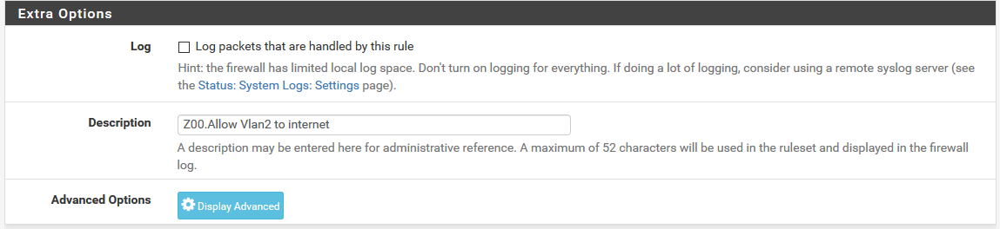 Extra Options
Log
Log packets that are handled by this rule
Hint: the firewall has limited local log space. Don't turn on logging for everything. If doing a lot of logging, consider using a remote syslog server (see
the Status: System Logs: Settings page).
Description
Z00.Allow Vlan2 to internet
A description may be entered here for administrative reference. A maximum of 52 characters will be used in the ruleset and displayed in the firewall
log.
Advanced Options
Display Advanced